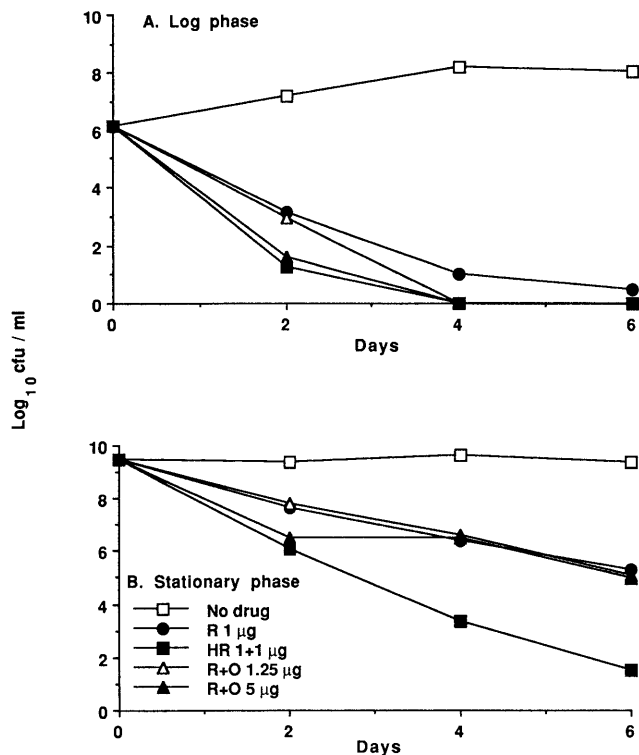 A. Log phase
10
8
6
4
2
0
0
2
4
6
Days
Log10 cfu / ml
10
8
6
4
2
0
B. Stationary phase
No drug
R 1 μg
HR 1+1 μg
R+O 1.25 μg
R+O 5 μg
0
2
4
6
Days